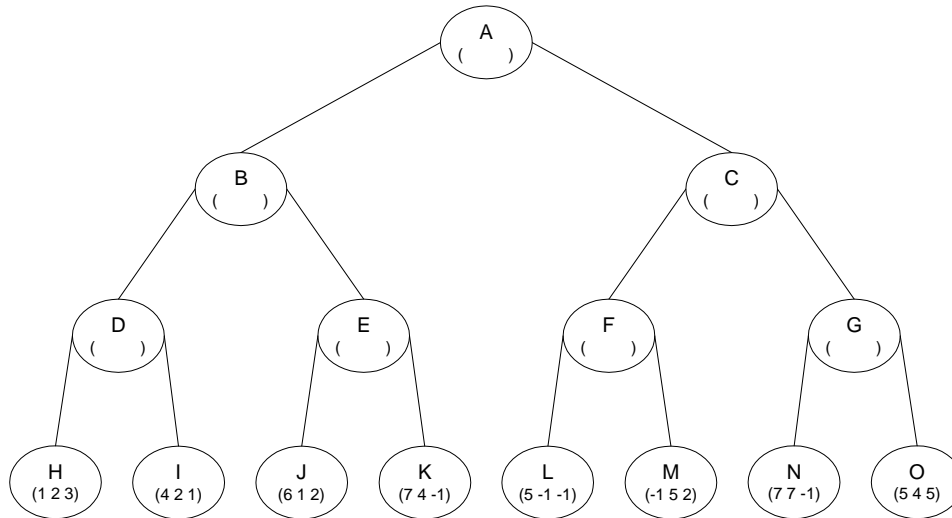 A
( )
B
( )
C
( )
D
( )
E
( )
F
( )
G
( )
H
(1 2 3)
I
(4 2 1)
J
(6 1 2)
K
(7 4 -1)
L
(5 -1 -1)
M
(-1 5 2)
N
(7 7 -1)
O
(5 4 5)